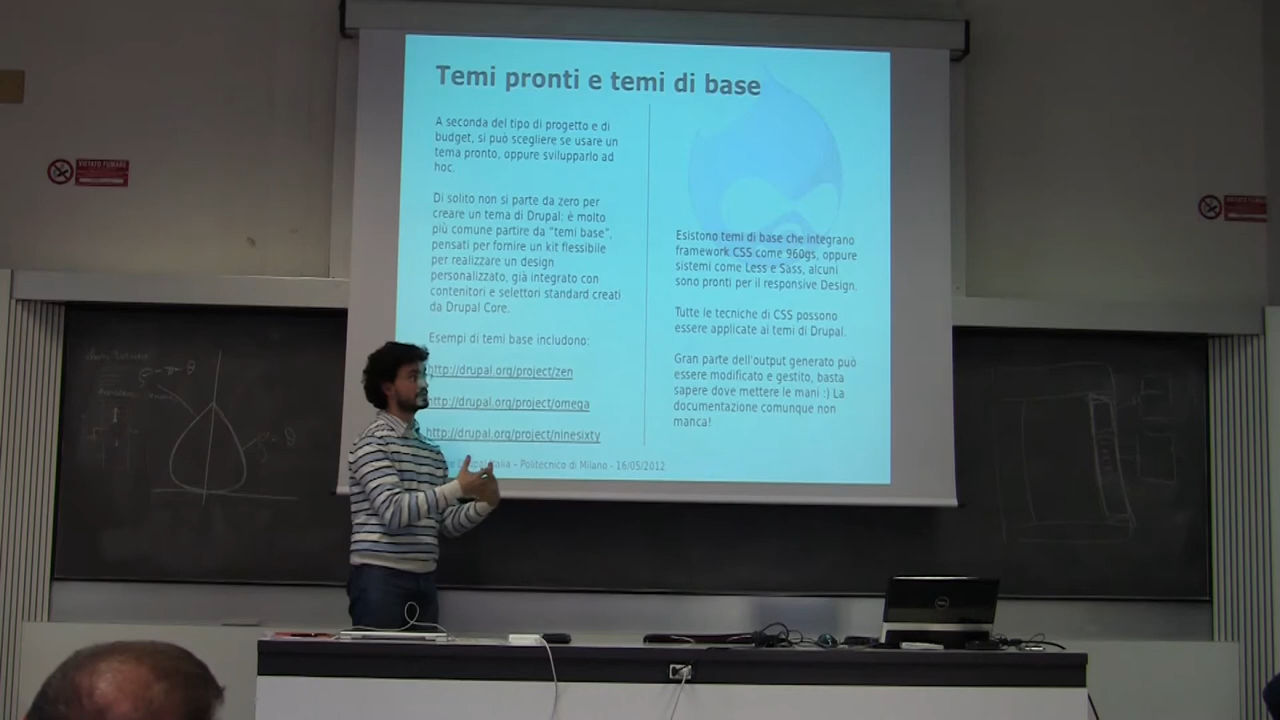 Temi pronti e temi di base
A seconda del tipo di progetto e di
budget, si può scegliere se usare un
tema pronto, oppure svilupparlo ad
hoc.
Di solito non si parte da zero per
creare un tema di Drupal: è molto
più comune partire da "temi base",
pensati per fornire un kit flessibile
per realizzare un design
personalizzato, già integrato con
contenitori e selettori standard creati
da Drupal Core.
Esempi di temi base includono:
http://drupal.org/project/zen
http://drupal.org/project/omega
http://drupal.org/project/ninesixty
Esistono temi di base che integrano
framework CSS come 960gs, oppure
sistemi come Less e Sass, alcuni
sono pronti per il responsive Design.
Tutte le tecniche di CSS possono
essere applicate ai temi di Drupal.
Gran parte dell'output generato può
essere modificato e gestito, basta
sapere dove mettere le mani :) La
documentazione comunque non
manca!
Drupal Italia – Politecnico di Milano - 16/05/2012
VIETATO FUMARE
VIETATO FUMARE
DELL